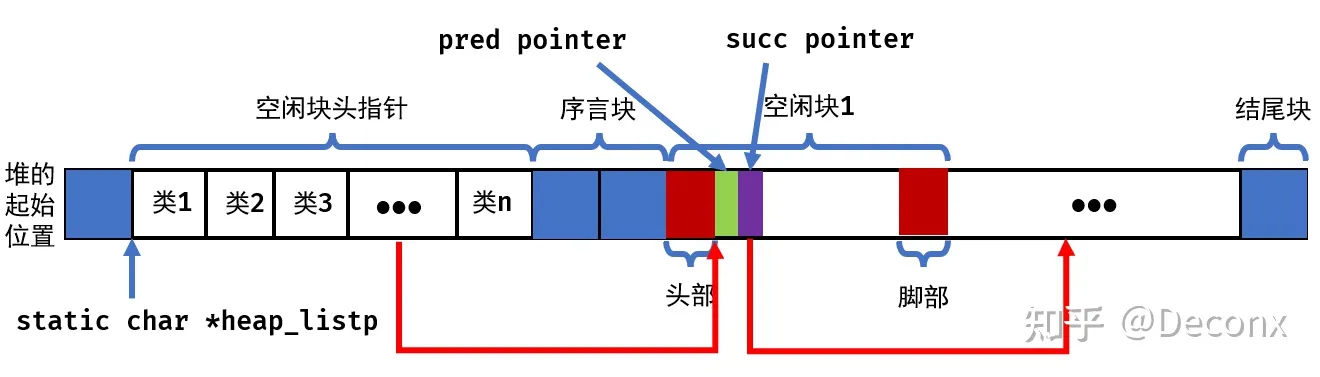 pred pointer
succ pointer
空闲块头指针
序言块
空闲块1
结尾块
堆的
起始
位置
类1
类2
类3
•••
类n
•••
头部
脚部
static char *heap_listp
知乎 @Deconx